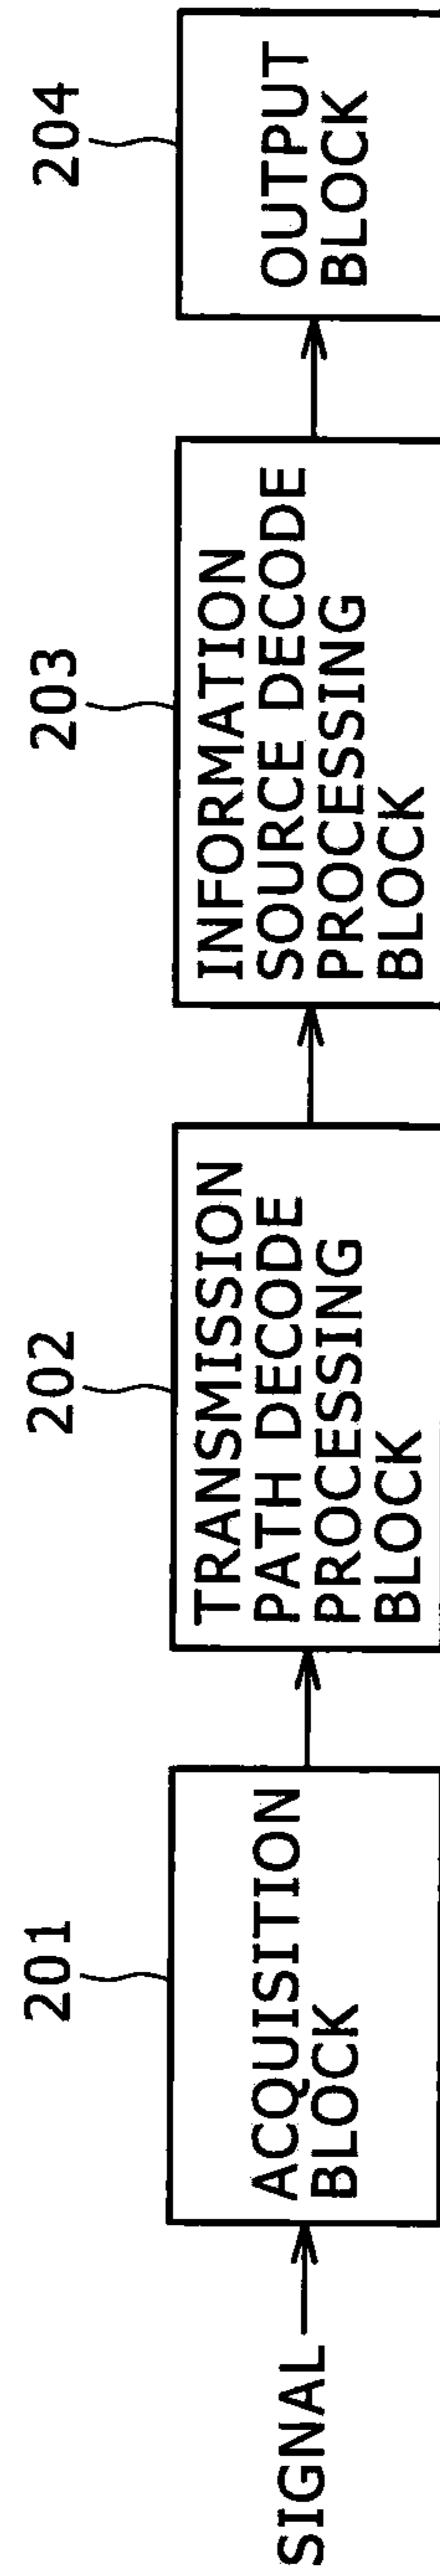 SIGNAL
201
ACQUISITION
BLOCK
202
TRANSMISSION
PATH DECODE
PROCESSING
BLOCK
203
INFORMATION
SOURCE DECODE
PROCESSING
BLOCK
204
OUTPUT
BLOCK